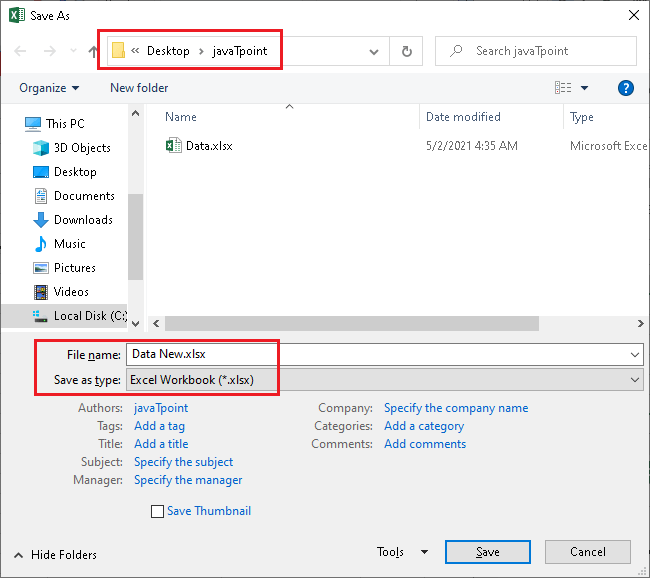 Save As
« Desktop › javaTpoint
Search javaTpoint
Organize New folder
Name Date modified Type
This PC
3D Objects
Desktop
Documents
Downloads
Music
Pictures
Videos
Local Disk (C:)
Data.xlsx 5/2/2021 4:35 AM Microsoft Exce
File name: Data New.xlsx
Save as type: Excel Workbook (*.xlsx)
Authors: javaTpoint
Tags: Add a tag
Title: Add a title
Subject: Specify the subject
Manager: Specify the manager
Company: Specify the company name
Categories: Add a category
Comments: Add comments
Save Thumbnail
Hide Folders
Tools Save Cancel